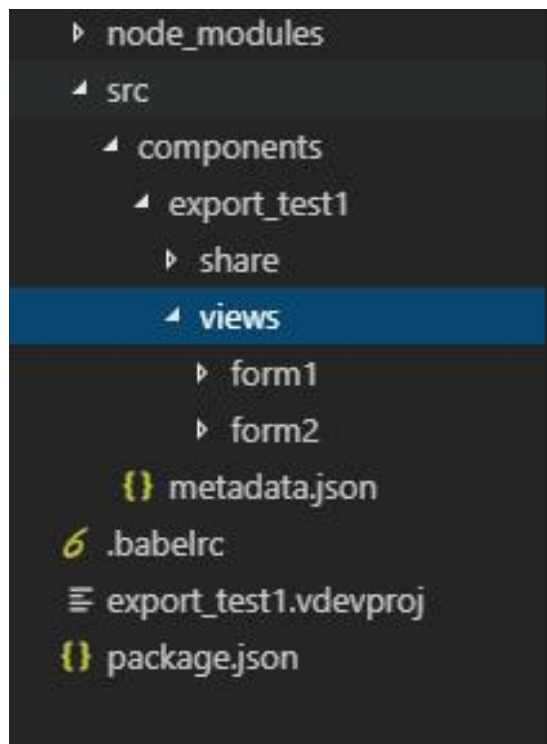 node_modules
src
components
export_test1
share
views
form1
form2
{} metadata.json
.babelrc
export_test1.vdevproj
{} package.json